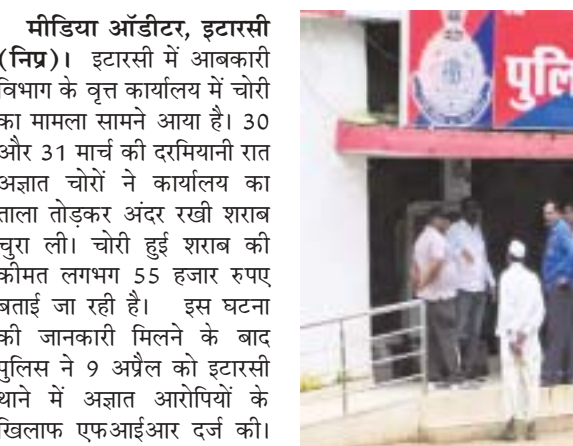 मीडिया ऑडीटर, इटारसी
(निप्र)। इटारसी में आबकारी
विभाग के वृत्त कार्यालय में चोरी
का मामला सामने आया है। 30
और 31 मार्च की दरमियानी रात
अज्ञात चोरों ने कार्यालय का
ताला तोड़कर अंदर रखी शराब
चुरा ली। चोरी हुई शराब की
कीमत लगभग 55 हजार रुपए
बताई जा रही है। इस घटना
की जानकारी मिलने के बाद
पुलिस ने 9 अप्रैल को इटारसी
थाने में अज्ञात आरोपियों के
खिलाफ एफआईआर दर्ज की।
पुलि